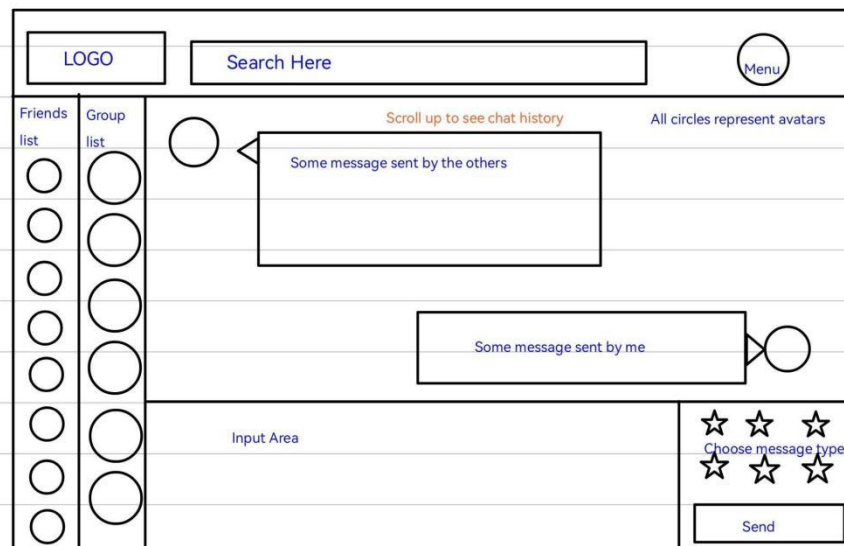 LOGO
Search Here
Menu
Friends
list
Group
list
Scroll up to see chat history
All circles represent avatars
Some message sent by the others
Some message sent by me
Input Area
Choose message type
Send